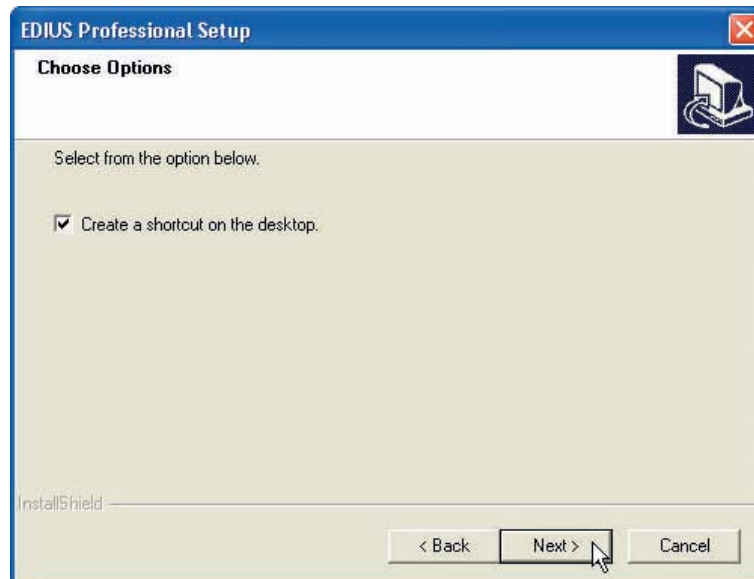 EDIUS Professional Setup
Choose Options
Select from the option below.
Create a shortcut on the desktop.
InstallShield
< Back
Next >
Cancel